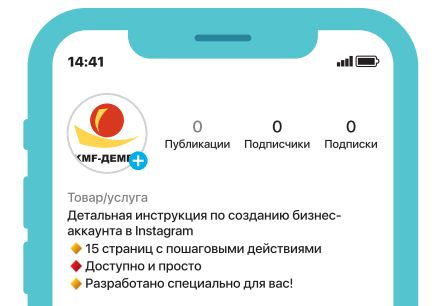 14:41
0 0 0
Публикации Подписчики Подписки
KMF-ДЕМО
Товар/услуга
Детальная инструкция по созданию бизнес-
аккаунта в Instagram
15 страниц с пошаговыми действиями
Доступно и просто
Разработано специально для вас!